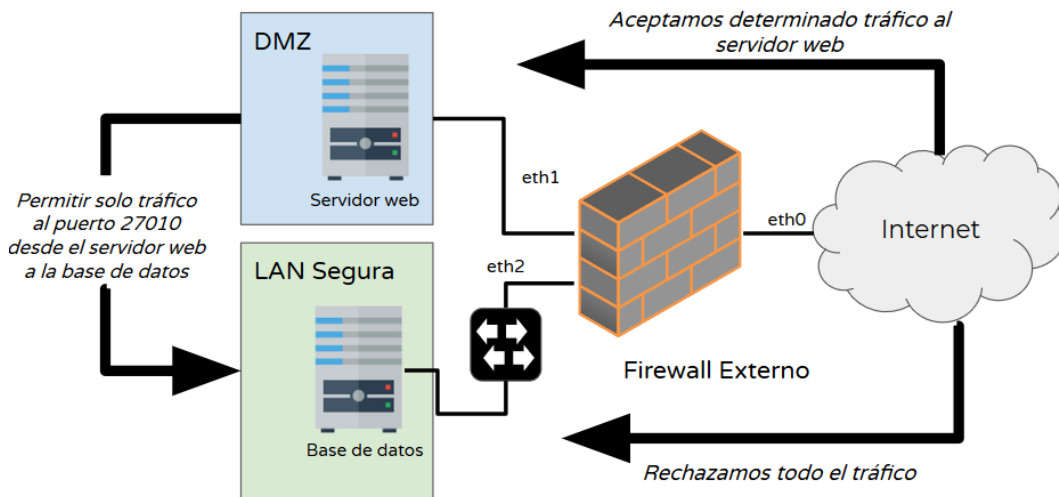 DMZ
Servidor web
Aceptamos determinado tráfico al
servidor web
eth1
eth0
Internet
Permitir solo tráfico
al puerto 27010
desde el servidor web
a la base de datos
LAN Segura
eth2
Base de datos
Firewall Externo
Rechazamos todo el tráfico